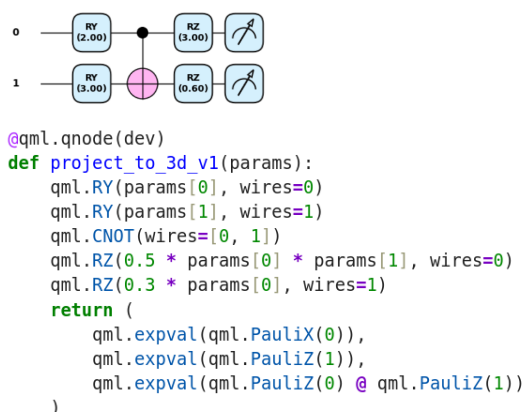 0 RY RZ
(2.00) (3.00)
1 RY RZ
(3.00) (0.60)
@qml.qnode(dev)
def project_to_3d_v1(params):
    qml.RY(params[0], wires=0)
    qml.RY(params[1], wires=1)
    qml.CNOT(wires=[0, 1])
    qml.RZ(0.5 * params[0] * params[1], wires=0)
    qml.RZ(0.3 * params[0], wires=1)
    return (
        qml.expval(qml.PauliX(0)),
        qml.expval(qml.PauliZ(1)),
        qml.expval(qml.PauliZ(0) @ qml.PauliZ(1))
    )